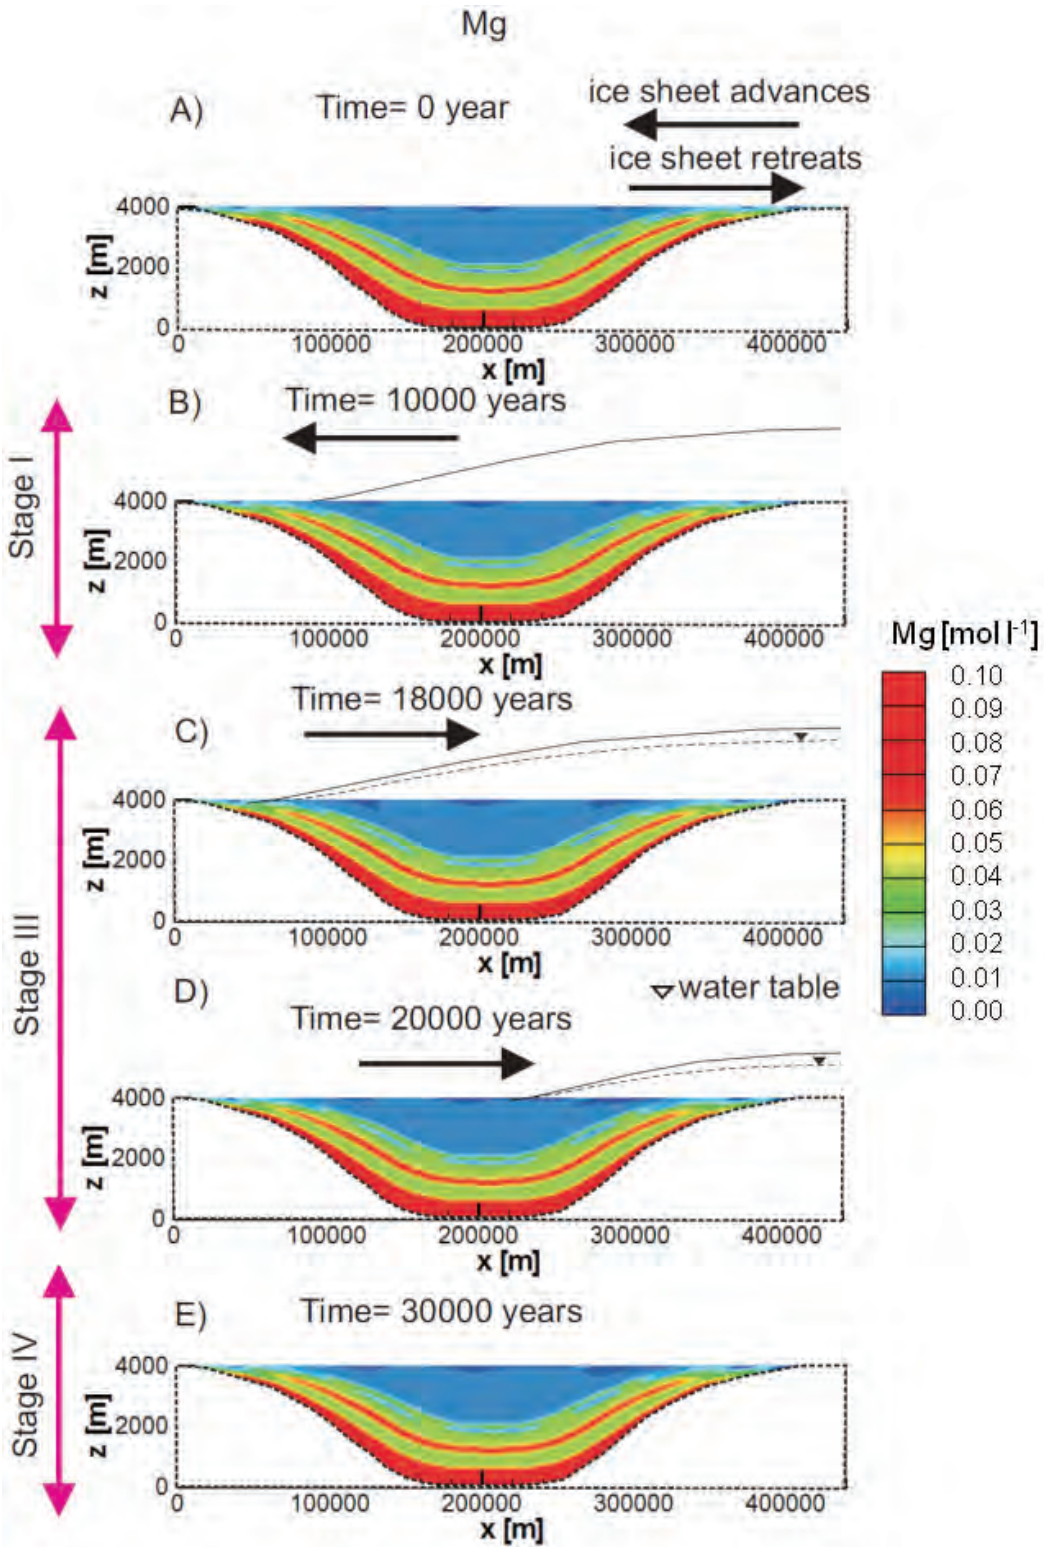 Mg
A)
Time= 0 year
ice sheet advances
ice sheet retreats
4000
2000
0
z [m]
0 100000 200000 300000 400000
x [m]
Stage I
B)
Time= 10000 years
4000
2000
0
z [m]
0 100000 200000 300000 400000
x [m]
Mg [mol l-1]
0.10
0.09
0.08
0.07
0.06
0.05
0.04
0.03
0.02
0.01
0.00
Stage III
C)
Time= 18000 years
4000
2000
0
z [m]
0 100000 200000 300000 400000
x [m]
D)
water table
Time= 20000 years
4000
2000
0
z [m]
0 100000 200000 300000 400000
x [m]
Stage IV
E)
Time= 30000 years
4000
2000
0
z [m]
0 100000 200000 300000 400000
x [m]